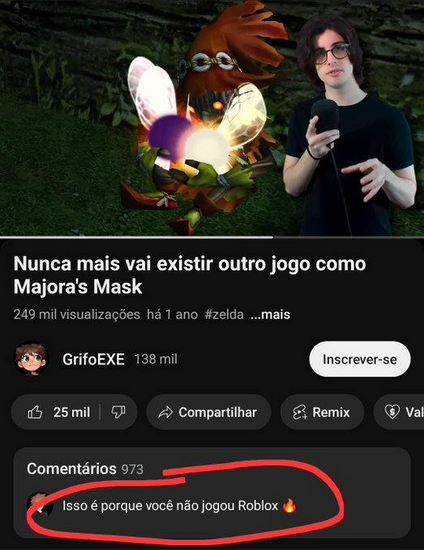 Nunca mais vai existir outro jogo como
Majora's Mask
249 mil visualizações há 1 ano #zelda ...mais
GrifoEXE 138 mil
Inscrever-se
25 mil
Compartilhar
Remix
Val
Comentários 973
Isso é porque você não jogou Roblox 🔥